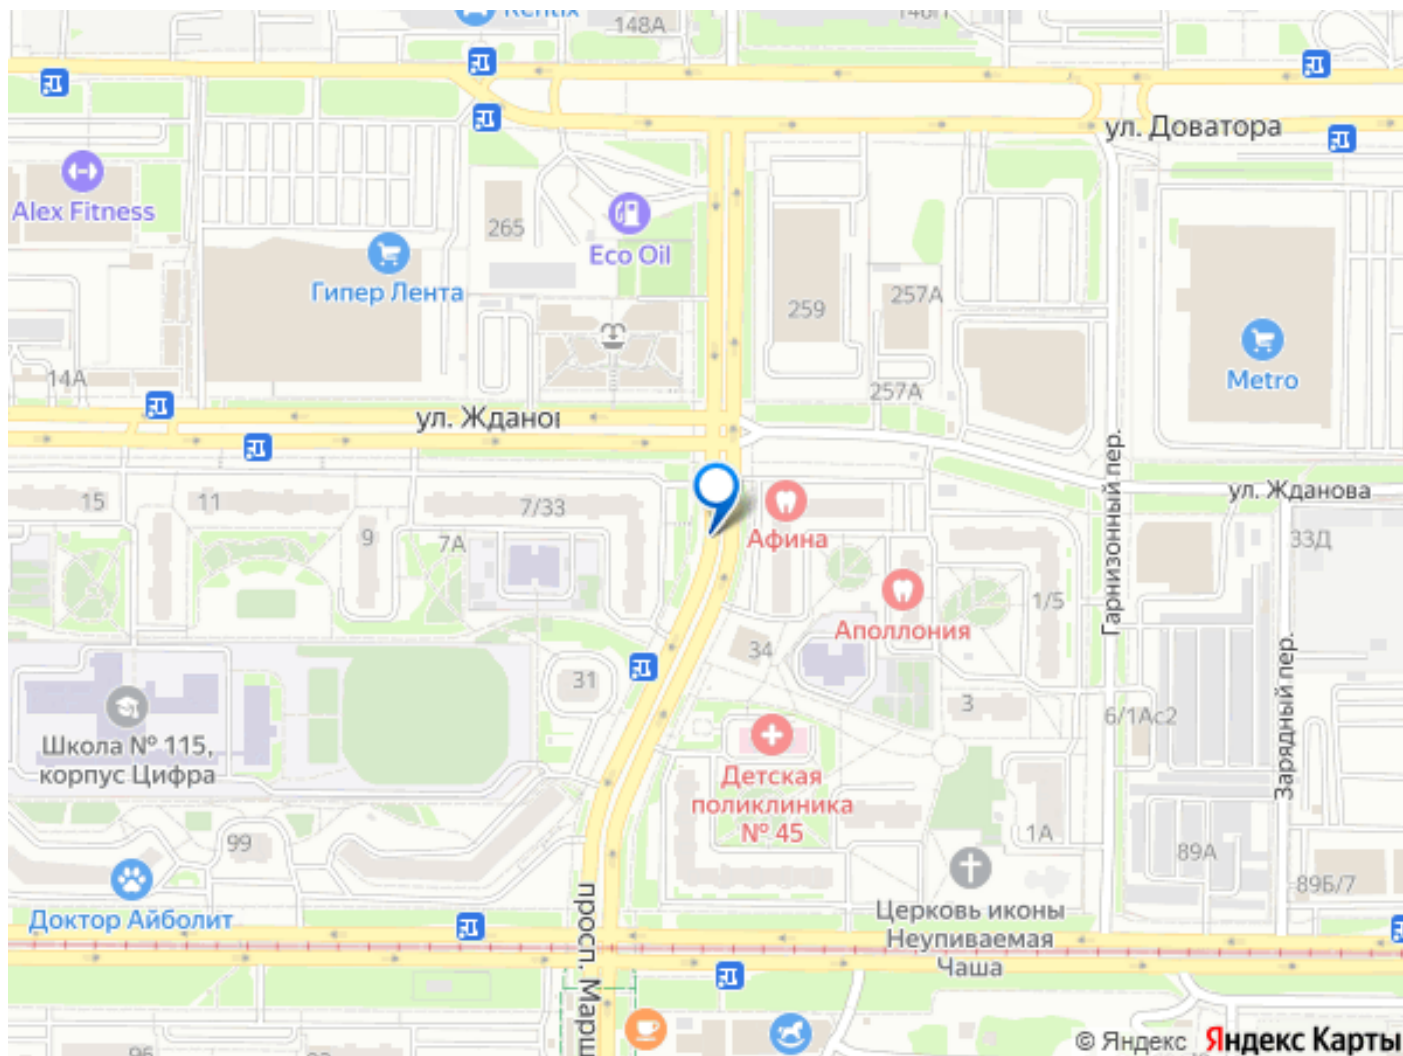 Rentix
148А
ул. Доватора
Alex Fitness
265
Eco Oil
Гипер Лента
257А
259
Metro
14А
257А
ул. Ждано
Гарнизонный пер.
ул. Жданова
15
11
7/33
9
7А
Афина
33Д
Аполлония
1/5
34
31
3
6/1Ас2
Зарядный пер.
Школа № 115,
корпус Цифра
Детская
поликлиника
№ 45
99
1А
89А
89Б/7
Доктор Айболит
Церковь иконы
Неупиваемая
Чаша
просп. Марш
© Яндекс Яндекс Карты